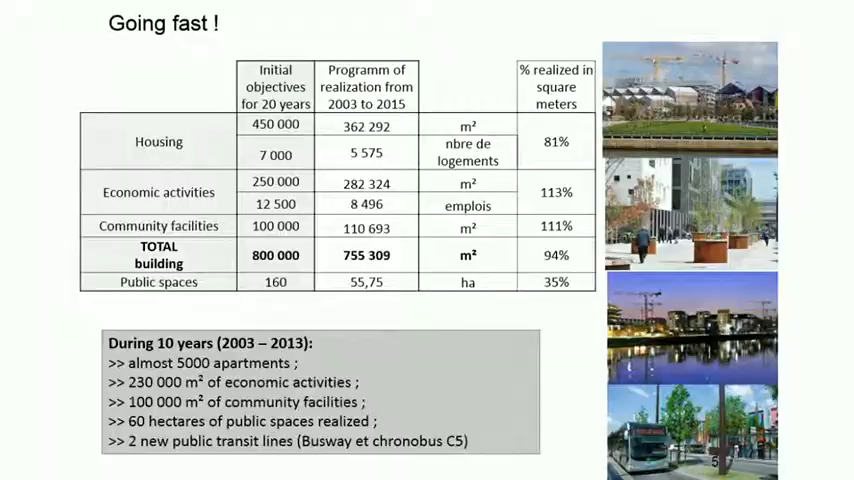 Going fast !
Initial objectives for 20 years
Programm of realization from 2003 to 2015
% realized in square meters
Housing
450 000
362 292
m²
81%
7 000
5 575
nbre de logements
Economic activities
250 000
282 324
m²
113%
12 500
8 496
emplois
Community facilities
100 000
110 693
m²
111%
TOTAL building
800 000
755 309
m²
94%
Public spaces
160
55,75
ha
35%
During 10 years (2003 – 2013):
>> almost 5000 apartments ;
>> 230 000 m² of economic activities ;
>> 100 000 m² of community facilities ;
>> 60 hectares of public spaces realized ;
>> 2 new public transit lines (Busway et chronobus C5)